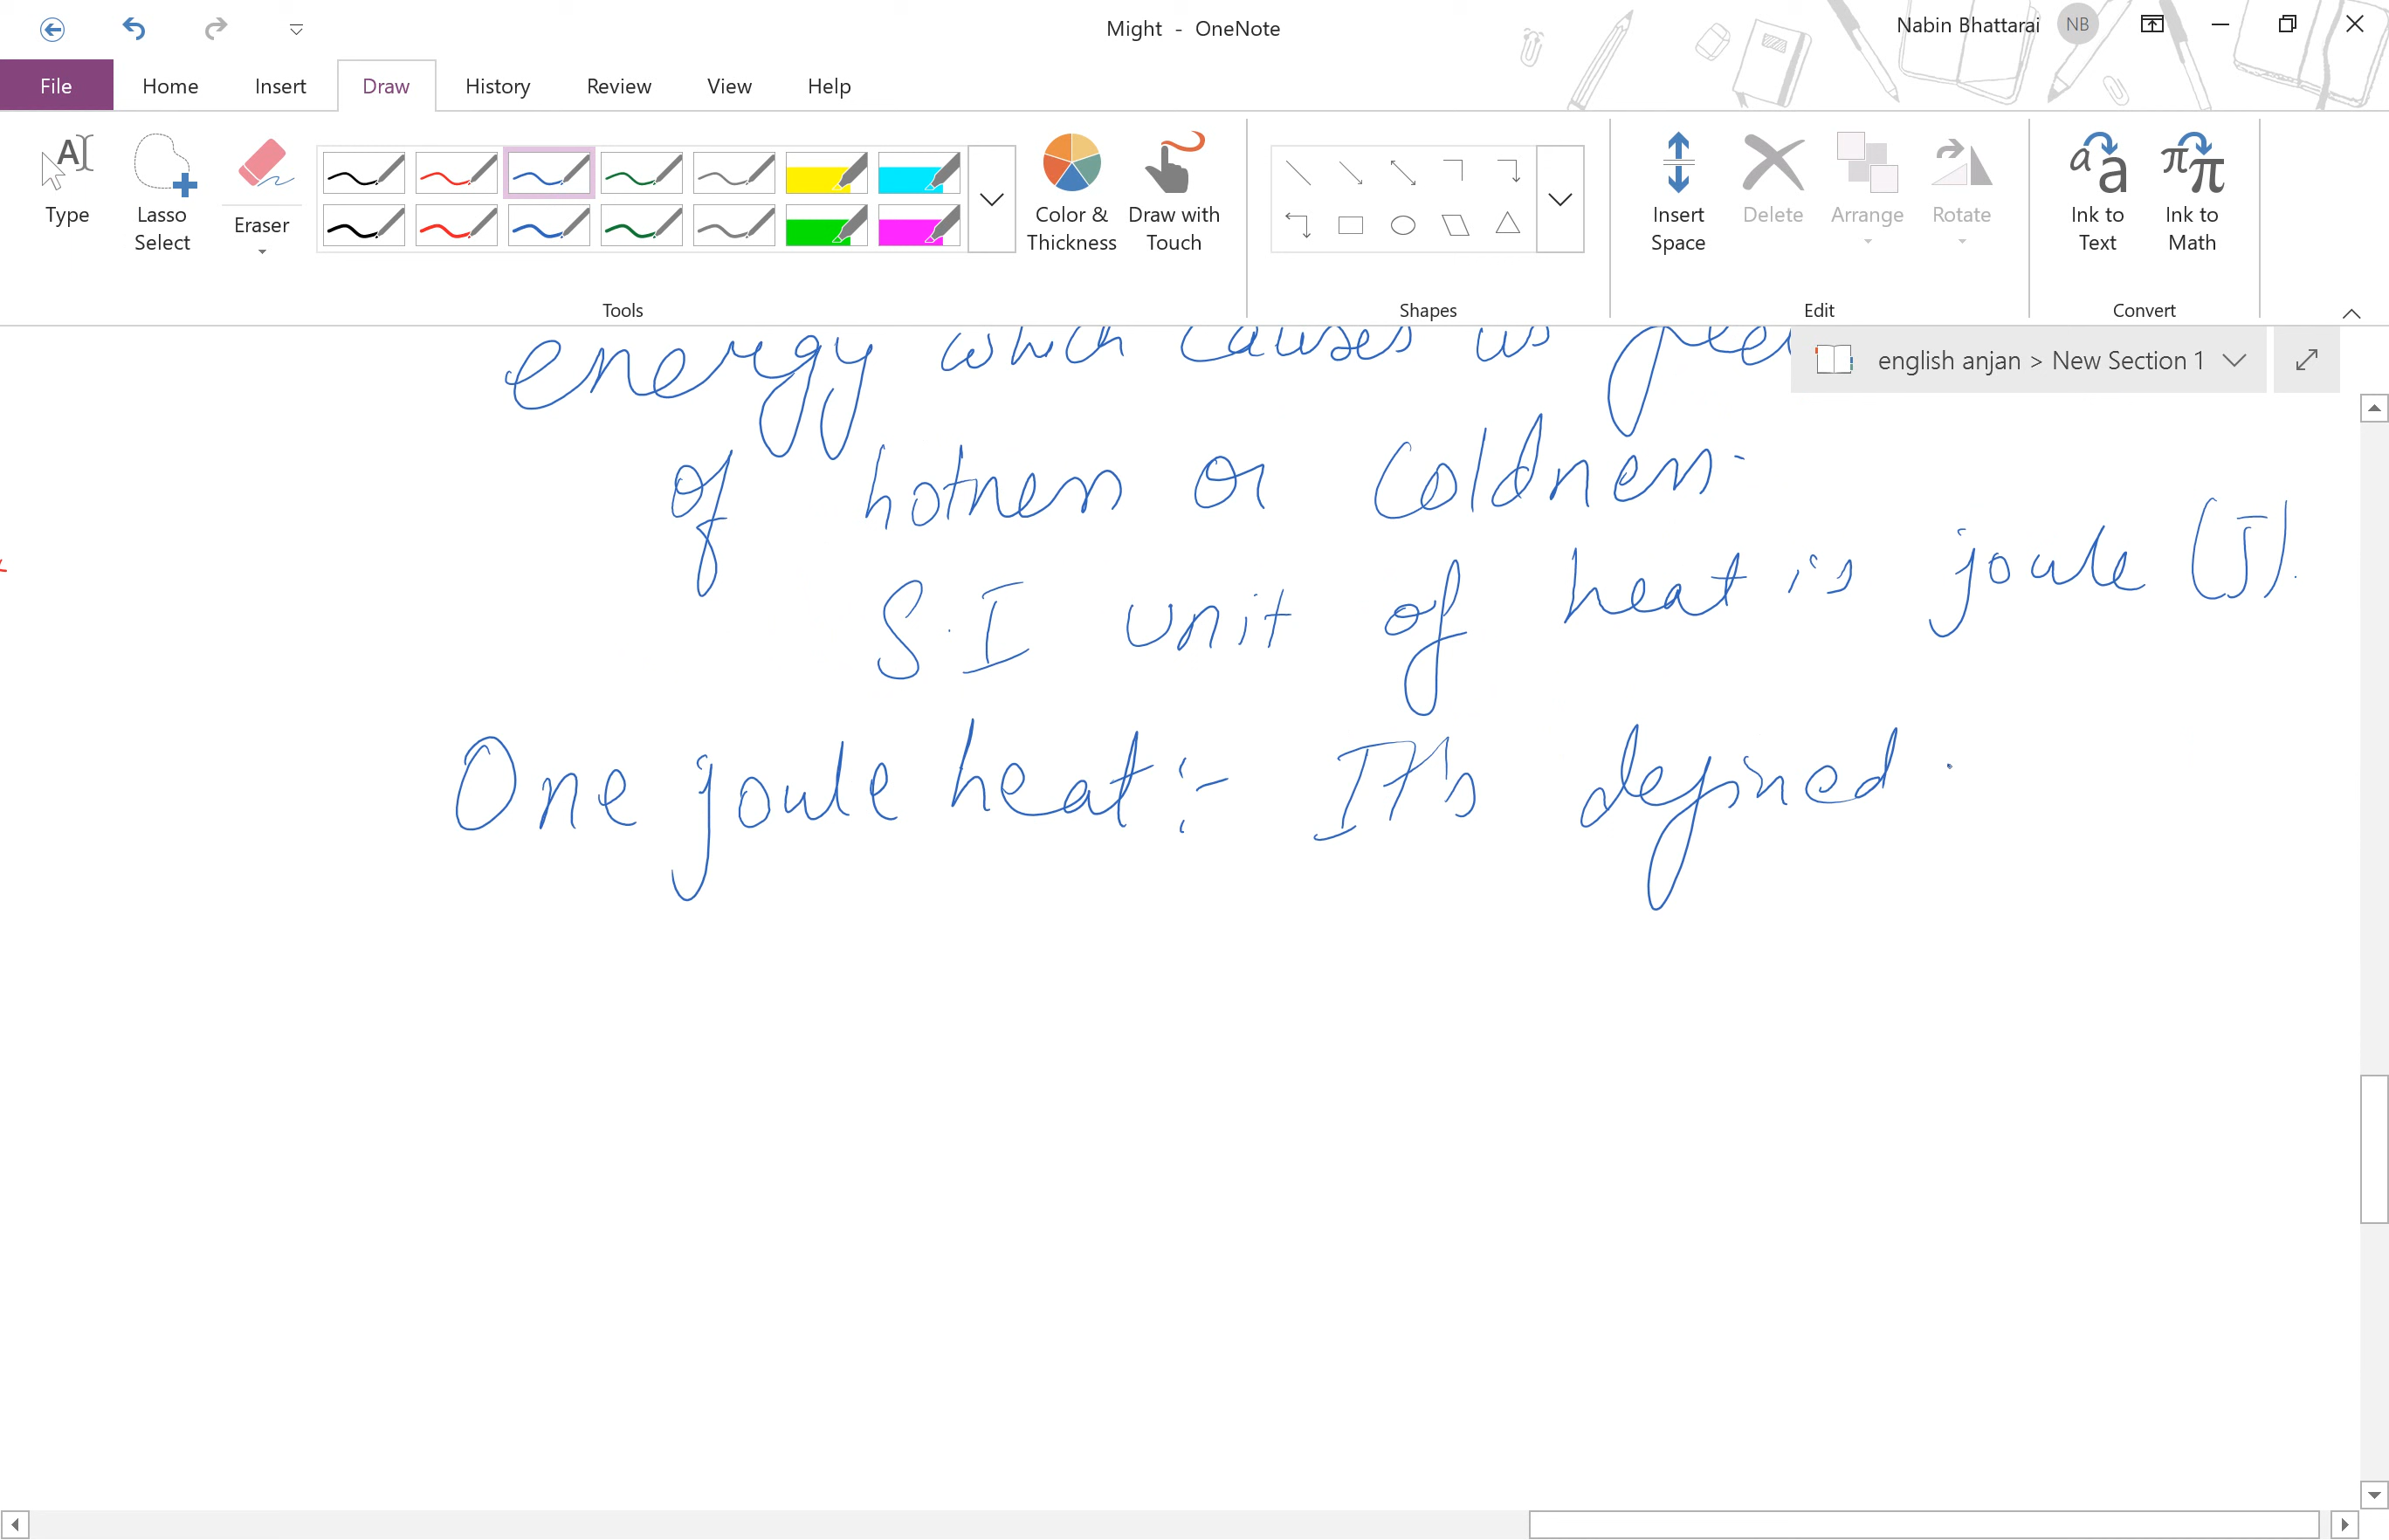 Might - OneNote
Nabin Bhattarai NB
File Home Insert Draw History Review View Help
Type
Lasso Select
Eraser
Color & Thickness
Draw with Touch
Insert Space
Delete
Arrange
Rotate
Ink to Text
Ink to Math
Tools Shapes Edit Convert
english anjan > New Section 1
energy which causes us
of hotness or coldness.
S.I unit of heat is joule (J).
One joule heat:- It's defined